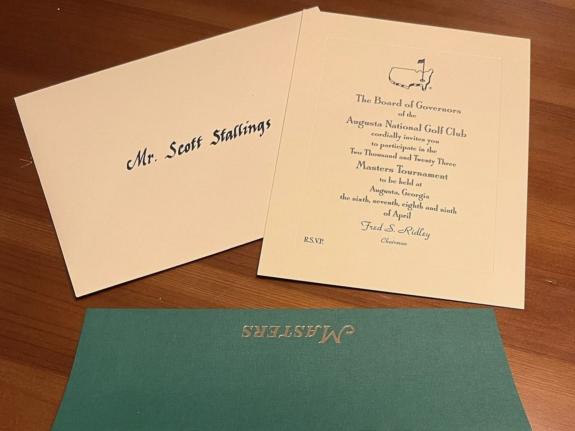 Mr. Scott Stallings
The Board of Governors
of the
Augusta National Golf Club
cordially invites you
to participate in the
Two Thousand and Twenty Three
Masters Tournament
to be held at
Augusta, Georgia
the sixth, seventh, eighth and ninth
of April
Fred S. Ridley
Chairman
R.S.V.P.
MASTERS